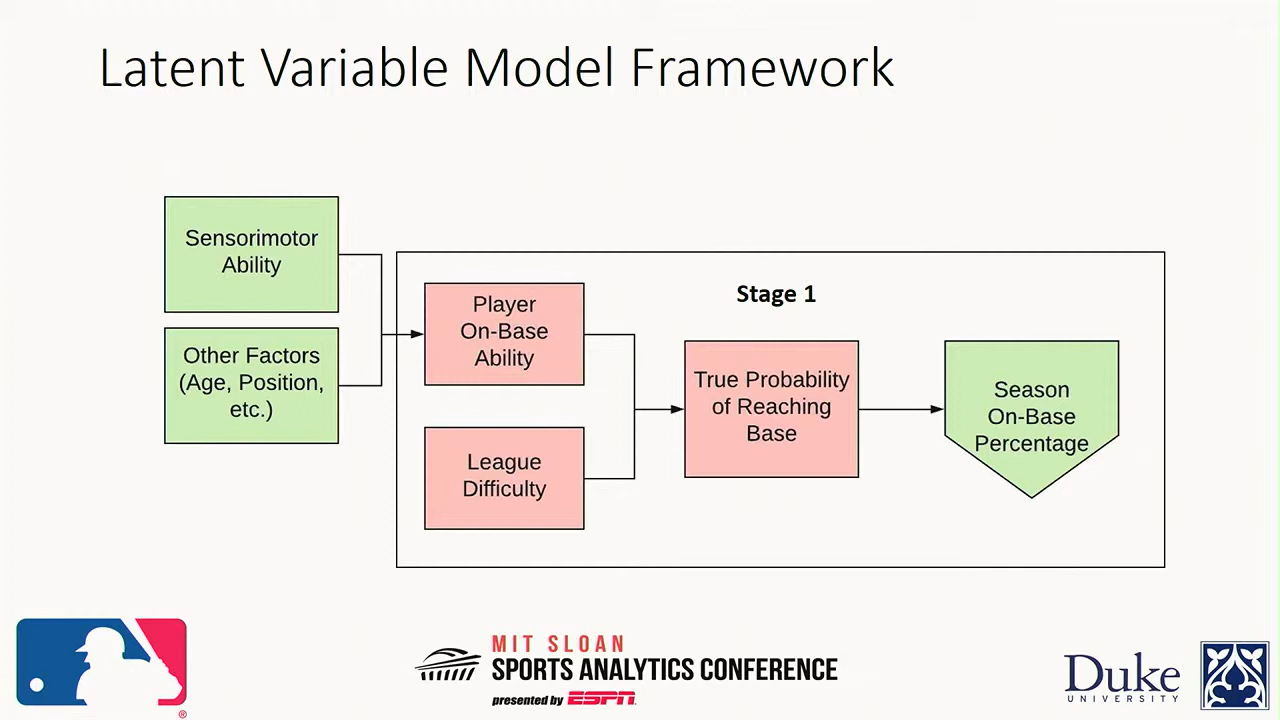 Latent Variable Model Framework
Sensorimotor
Ability
Other Factors
(Age, Position,
etc.)
Player
On-Base
Ability
League
Difficulty
Stage 1
True Probability
of Reaching
Base
Season
On-Base
Percentage
®
MIT SLOAN
SPORTS ANALYTICS CONFERENCE
presented by ESPN
Duke
UNIVERSITY